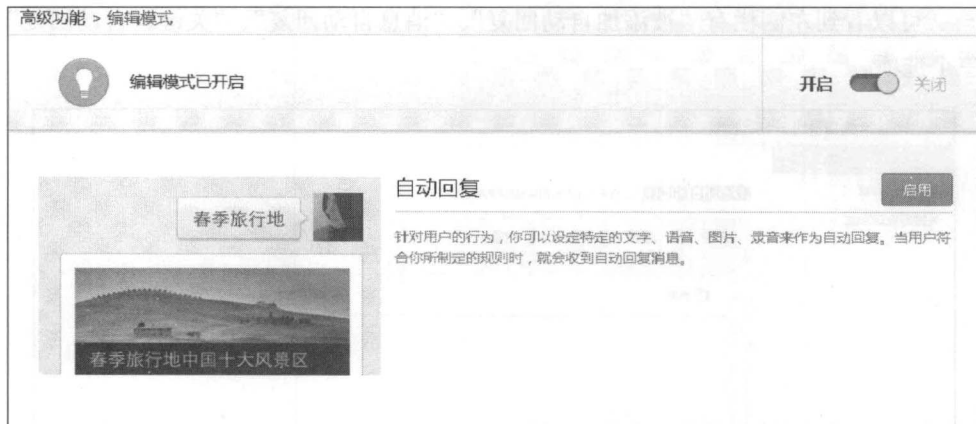 高级功能 > 编辑模式
编辑模式已开启
开启
关闭
春季旅行地
春季旅行地中国十大风景区
自动回复
启用
针对用户的行为，你可以设定特定的文字、语音、图片、录音来作为自动回复。当用户符
合你所制定的规则时，就会收到自动回复消息。